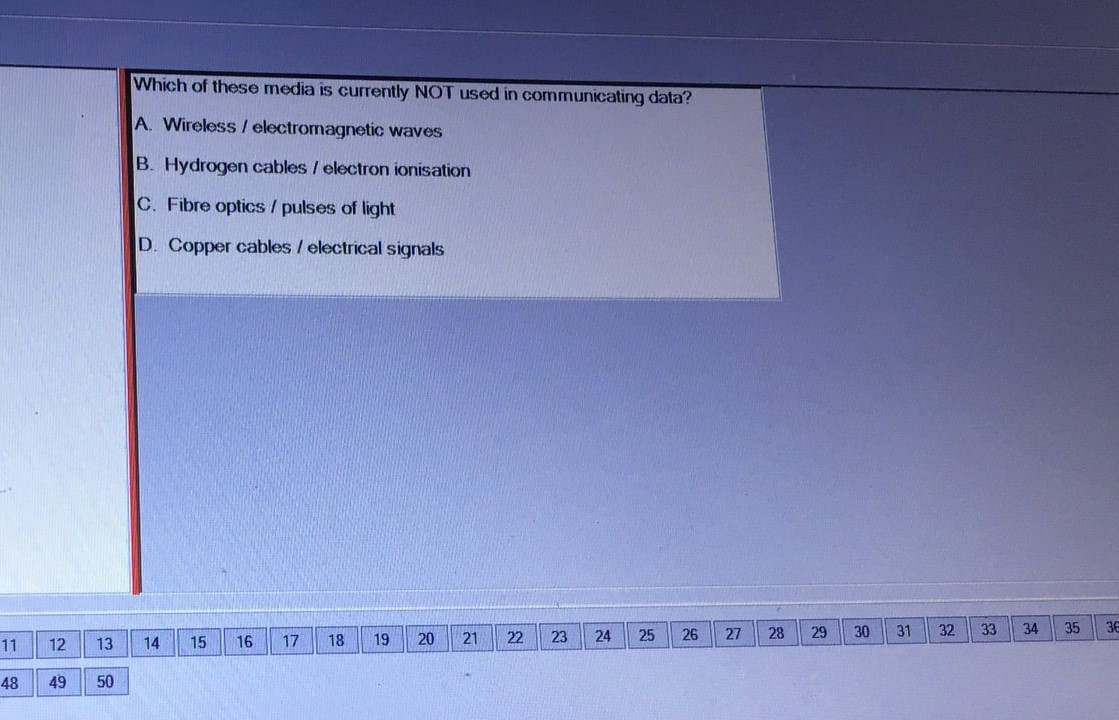 Which of these media is currently NOT used in communicating data?
A. Wireless / electromagnetic waves
B. Hydrogen cables / electron ionisation
C. Fibre optics / pulses of light
D. Copper cables / electrical signals
11 12 13 14 15 16 17 18 19 20 21 22 23 24 25 26 27 28 29 30 31 32 33 34 35 36
48 49 50